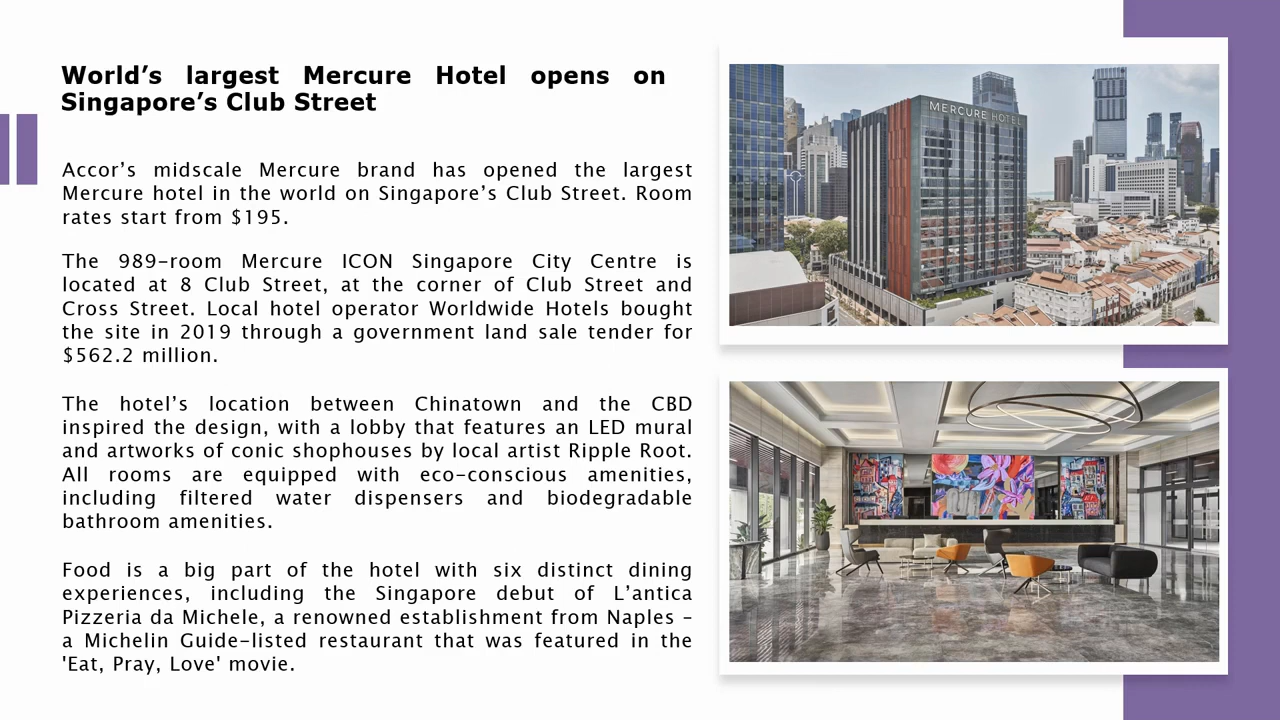 World’s largest Mercure Hotel opens on
Singapore’s Club Street
Accor’s midscale Mercure brand has opened the largest
Mercure hotel in the world on Singapore’s Club Street. Room
rates start from $195.
The 989-room Mercure ICON Singapore City Centre is
located at 8 Club Street, at the corner of Club Street and
Cross Street. Local hotel operator Worldwide Hotels bought
the site in 2019 through a government land sale tender for
$562.2 million.
The hotel’s location between Chinatown and the CBD
inspired the design, with a lobby that features an LED mural
and artworks of conic shophouses by local artist Ripple Root.
All rooms are equipped with eco-conscious amenities,
including filtered water dispensers and biodegradable
bathroom amenities.
Food is a big part of the hotel with six distinct dining
experiences, including the Singapore debut of L’antica
Pizzeria da Michele, a renowned establishment from Naples –
a Michelin Guide-listed restaurant that was featured in the
'Eat, Pray, Love' movie.
MERCURE HOTEL